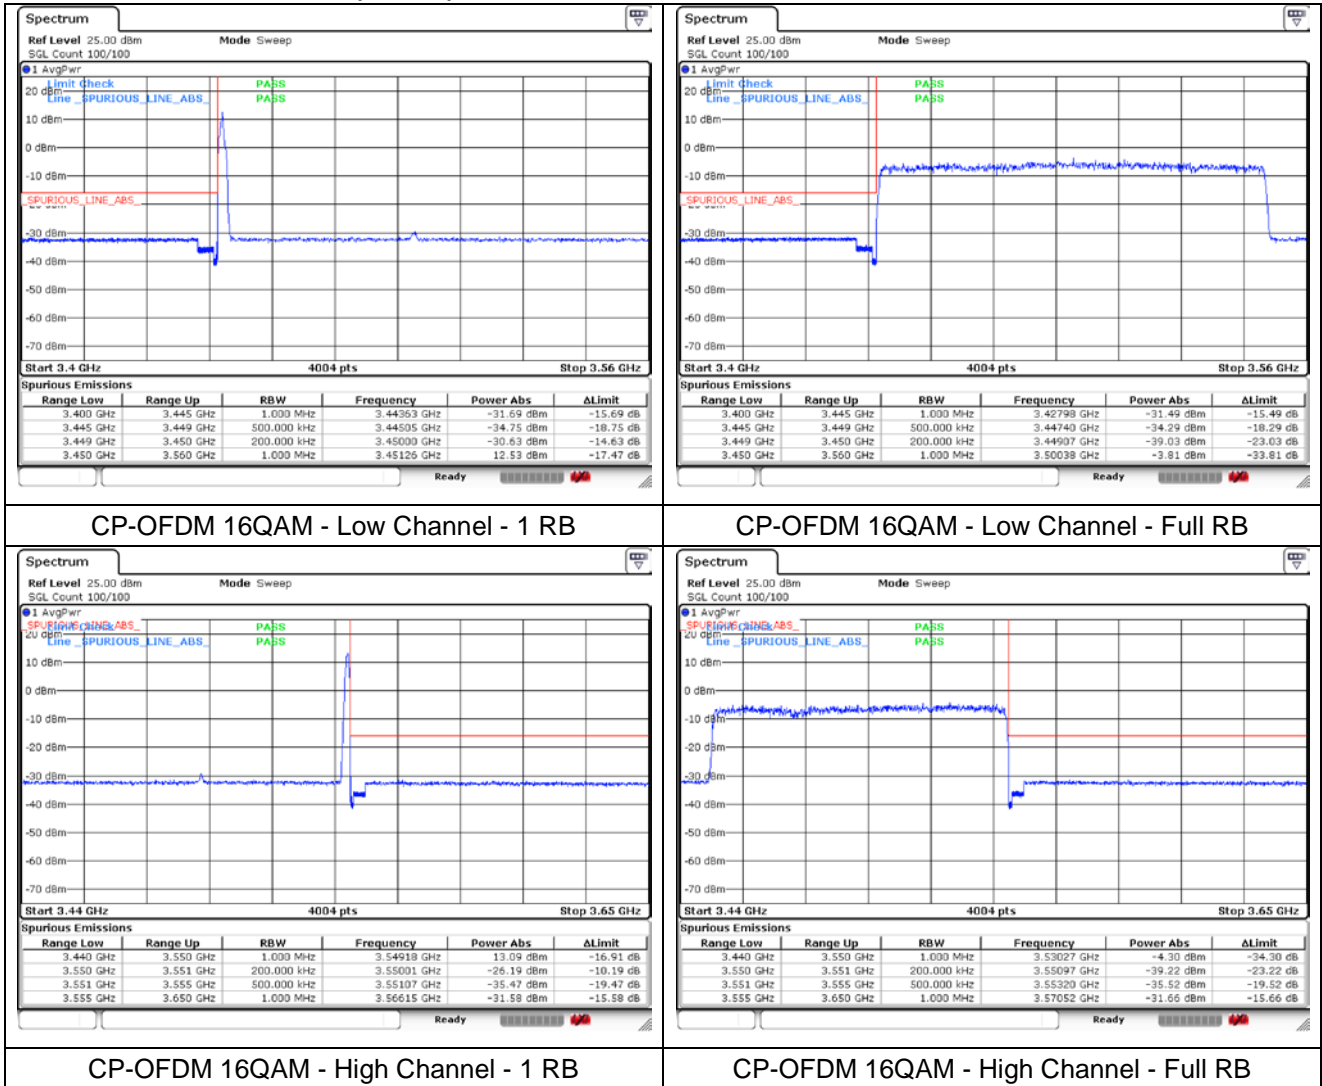 Spectrum
Ref Level 25.00 dBm Mode Sweep
SGL Count 100/100
1 AvgPwr
Limit Check PASS
20 dBm
Line _SPURIOUS_LINE_ABS_ PASS
10 dBm
0 dBm
-10 dBm
_SPURIOUS_LINE_ABS_
-20 dBm
-30 dBm
-40 dBm
-50 dBm
-60 dBm
-70 dBm
Start 3.4 GHz 4004 pts Stop 3.56 GHz
Spurious Emissions
Range Low Range Up RBW Frequency Power Abs ΔLimit
3.400 GHz 3.445 GHz 1.000 MHz 3.44363 GHz -31.69 dBm -15.69 dB
3.445 GHz 3.449 GHz 500.000 kHz 3.44505 GHz -34.75 dBm -18.75 dB
3.449 GHz 3.450 GHz 200.000 kHz 3.45000 GHz -30.63 dBm -14.63 dB
3.450 GHz 3.560 GHz 1.000 MHz 3.45126 GHz 12.53 dBm -17.47 dB
Ready
CP-OFDM 16QAM - Low Channel - 1 RB
Spectrum
Ref Level 25.00 dBm Mode Sweep
SGL Count 100/100
1 AvgPwr
Limit Check PASS
20 dBm
Line _SPURIOUS_LINE_ABS_ PASS
10 dBm
0 dBm
-10 dBm
_SPURIOUS_LINE_ABS_
-20 dBm
-30 dBm
-40 dBm
-50 dBm
-60 dBm
-70 dBm
Start 3.4 GHz 4004 pts Stop 3.56 GHz
Spurious Emissions
Range Low Range Up RBW Frequency Power Abs ΔLimit
3.400 GHz 3.445 GHz 1.000 MHz 3.42798 GHz -31.49 dBm -15.49 dB
3.445 GHz 3.449 GHz 500.000 kHz 3.44740 GHz -34.29 dBm -18.29 dB
3.449 GHz 3.450 GHz 200.000 kHz 3.44907 GHz -39.03 dBm -23.03 dB
3.450 GHz 3.560 GHz 1.000 MHz 3.50038 GHz -3.81 dBm -33.81 dB
Ready
CP-OFDM 16QAM - Low Channel - Full RB
Spectrum
Ref Level 25.00 dBm Mode Sweep
SGL Count 100/100
1 AvgPwr
_SPURIOUS_LINE_ABS_
Limit Check PASS
20 dBm
Line _SPURIOUS_LINE_ABS_ PASS
10 dBm
0 dBm
-10 dBm
-20 dBm
-30 dBm
-40 dBm
-50 dBm
-60 dBm
-70 dBm
Start 3.44 GHz 4004 pts Stop 3.65 GHz
Spurious Emissions
Range Low Range Up RBW Frequency Power Abs ΔLimit
3.440 GHz 3.550 GHz 1.000 MHz 3.54918 GHz 13.09 dBm -16.91 dB
3.550 GHz 3.551 GHz 200.000 kHz 3.55001 GHz -26.19 dBm -10.19 dB
3.551 GHz 3.555 GHz 500.000 kHz 3.55107 GHz -35.47 dBm -19.47 dB
3.555 GHz 3.650 GHz 1.000 MHz 3.56615 GHz -31.58 dBm -15.58 dB
Ready
CP-OFDM 16QAM - High Channel - 1 RB
Spectrum
Ref Level 25.00 dBm Mode Sweep
SGL Count 100/100
1 AvgPwr
_SPURIOUS_LINE_ABS_
Limit Check PASS
20 dBm
Line _SPURIOUS_LINE_ABS_ PASS
10 dBm
0 dBm
-10 dBm
-20 dBm
-30 dBm
-40 dBm
-50 dBm
-60 dBm
-70 dBm
Start 3.44 GHz 4004 pts Stop 3.65 GHz
Spurious Emissions
Range Low Range Up RBW Frequency Power Abs ΔLimit
3.440 GHz 3.550 GHz 1.000 MHz 3.53027 GHz -4.30 dBm -34.30 dB
3.550 GHz 3.551 GHz 200.000 kHz 3.55097 GHz -39.22 dBm -23.22 dB
3.551 GHz 3.555 GHz 500.000 kHz 3.55320 GHz -35.52 dBm -19.52 dB
3.555 GHz 3.650 GHz 1.000 MHz 3.57052 GHz -31.66 dBm -15.66 dB
Ready
CP-OFDM 16QAM - High Channel - Full RB